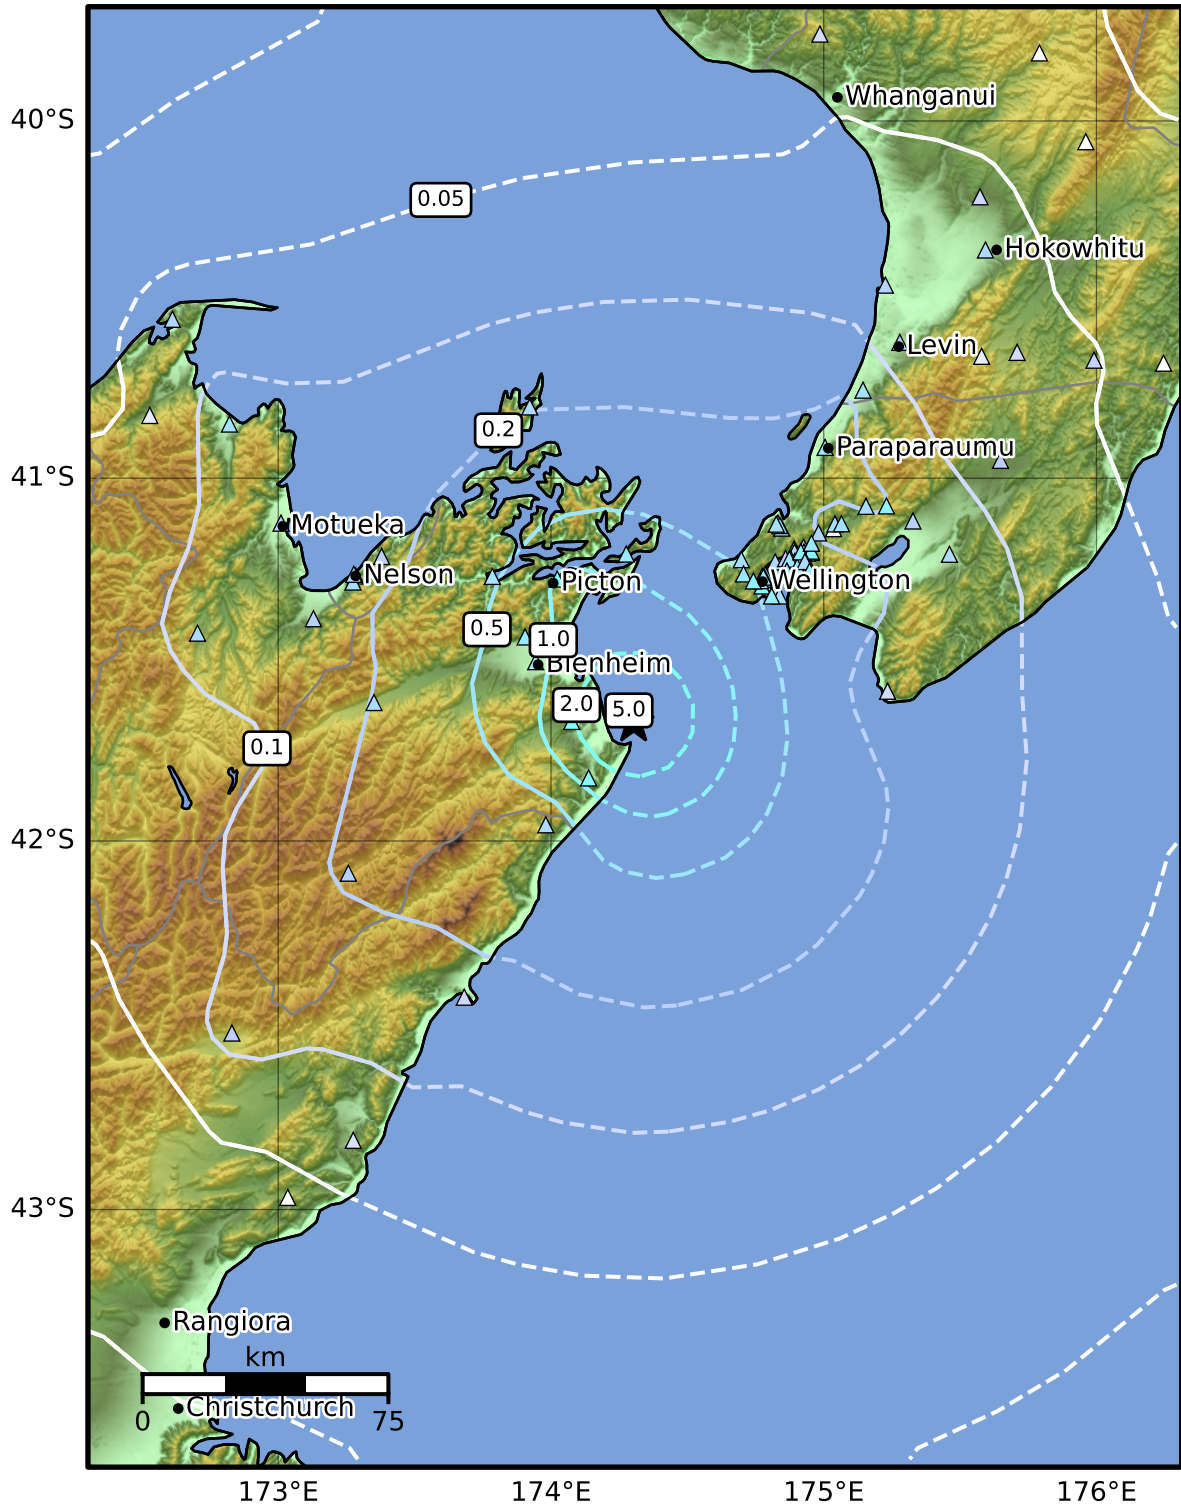 Whanganui
40°S
0.05
Hokowhitu
Levin
0.2
Paraparaumu
41°S
Motueka
Nelson
Picton
Wellington
0.5
1.0
Blenheim
2.0
5.0
0.1
42°S
43°S
Rangiora
km
Christchurch
0
75
173°E
174°E
175°E
176°E